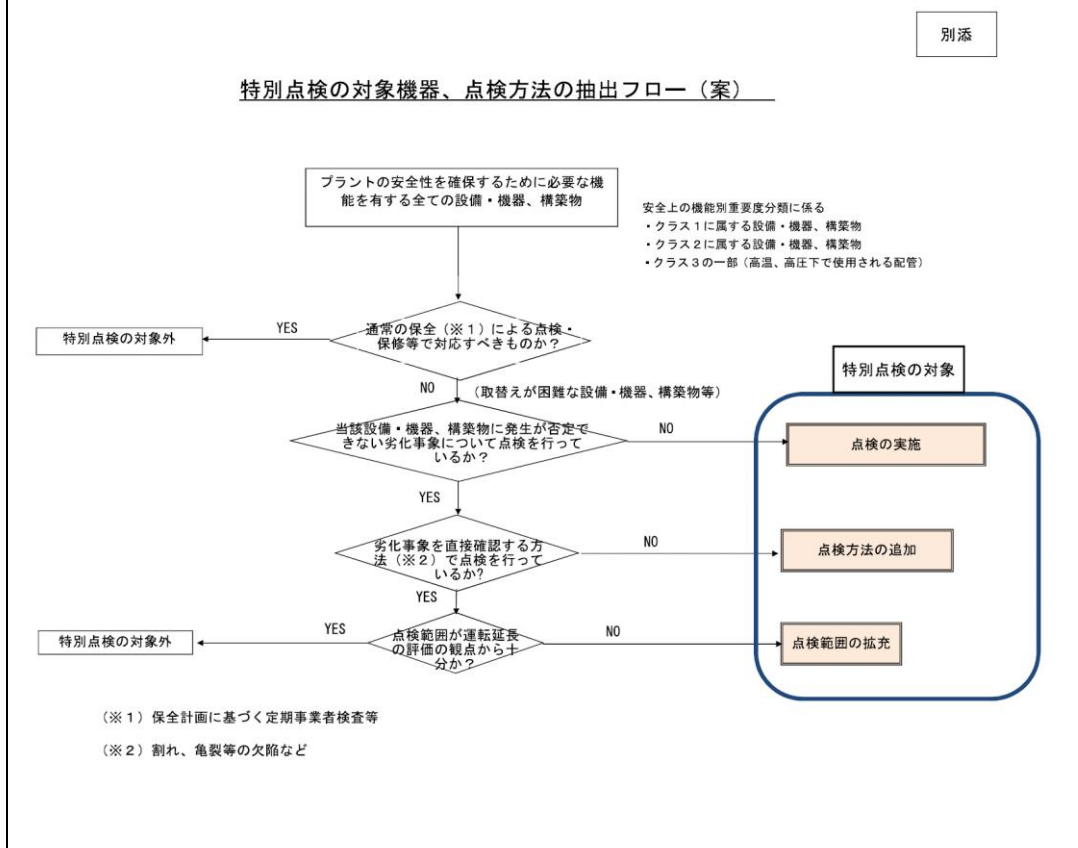 別添
特別点検の対象機器、点検方法の抽出フロー（案）
プラントの安全性を確保するために必要な機
能を有する全ての設備・機器、構築物
安全上の機能別重要度分類に係る
・クラス１に属する設備・機器、構築物
・クラス２に属する設備・機器、構築物
・クラス３の一部（高温、高圧下で使用される配管）
通常の保全（※１）による点検・
保修等で対応すべきものか？
YES
特別点検の対象外
NO
（取替えが困難な設備・機器、構築物等）
特別点検の対象
当該設備・機器、構築物に発生が否定で
きない劣化事象について点検を行って
いるか？
NO
点検の実施
YES
劣化事象を直接確認する方
法（※２）で点検を行って
いるか?
NO
点検方法の追加
YES
点検範囲が運転延長
の評価の観点から十
分か？
YES
特別点検の対象外
NO
点検範囲の拡充
（※１）保全計画に基づく定期事業者検査等
（※２）割れ、亀裂等の欠陥など